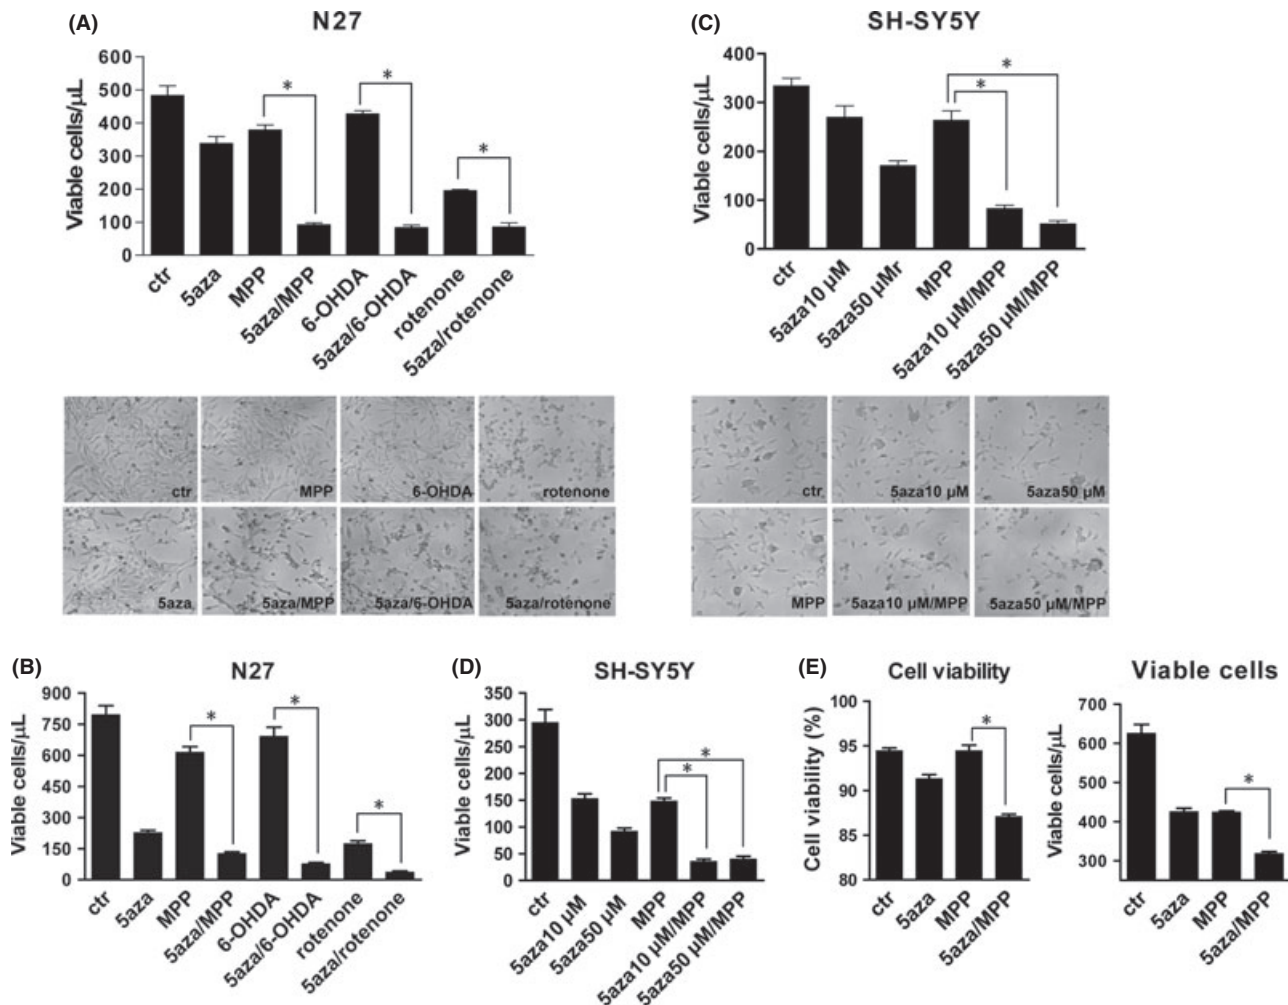 (A)
N27
Viable cells/µL
600
500
400
300
200
100
0
*
*
*
ctr
5aza
MPP
5aza/MPP
6-OHDA
5aza/6-OHDA
rotenone
5aza/rotenone
ctr
MPP
6-OHDA
rotenone
5aza
5aza/MPP
5aza/6-OHDA
5aza/rotenone
(C)
SH-SY5Y
Viable cells/µL
400
300
200
100
0
*
*
ctr
5aza10 µM
5aza50 µMr
MPP
5aza10 µM/MPP
5aza50 µM/MPP
ctr
5aza10 µM
5aza50 µM
MPP
5aza10 µM/MPP
5aza50 µM/MPP
(B)
N27
Viable cells/µL
900
750
600
450
300
150
0
*
*
*
ctr
5aza
MPP
5aza/MPP
6-OHDA
5aza/6-OHDA
rotenone
5aza/rotenone
(D)
SH-SY5Y
Viable cells/µL
350
300
250
200
150
100
50
0
*
*
ctr
5aza10 µM
5aza50 µM
MPP
5aza10 µM/MPP
5aza50 µM/MPP
(E)
Cell viability
Cell viability (%)
100
95
90
85
80
*
ctr
5aza
MPP
5aza/MPP
Viable cells
Viable cells/µL
700
600
500
400
300
*
ctr
5aza
MPP
5aza/MPP